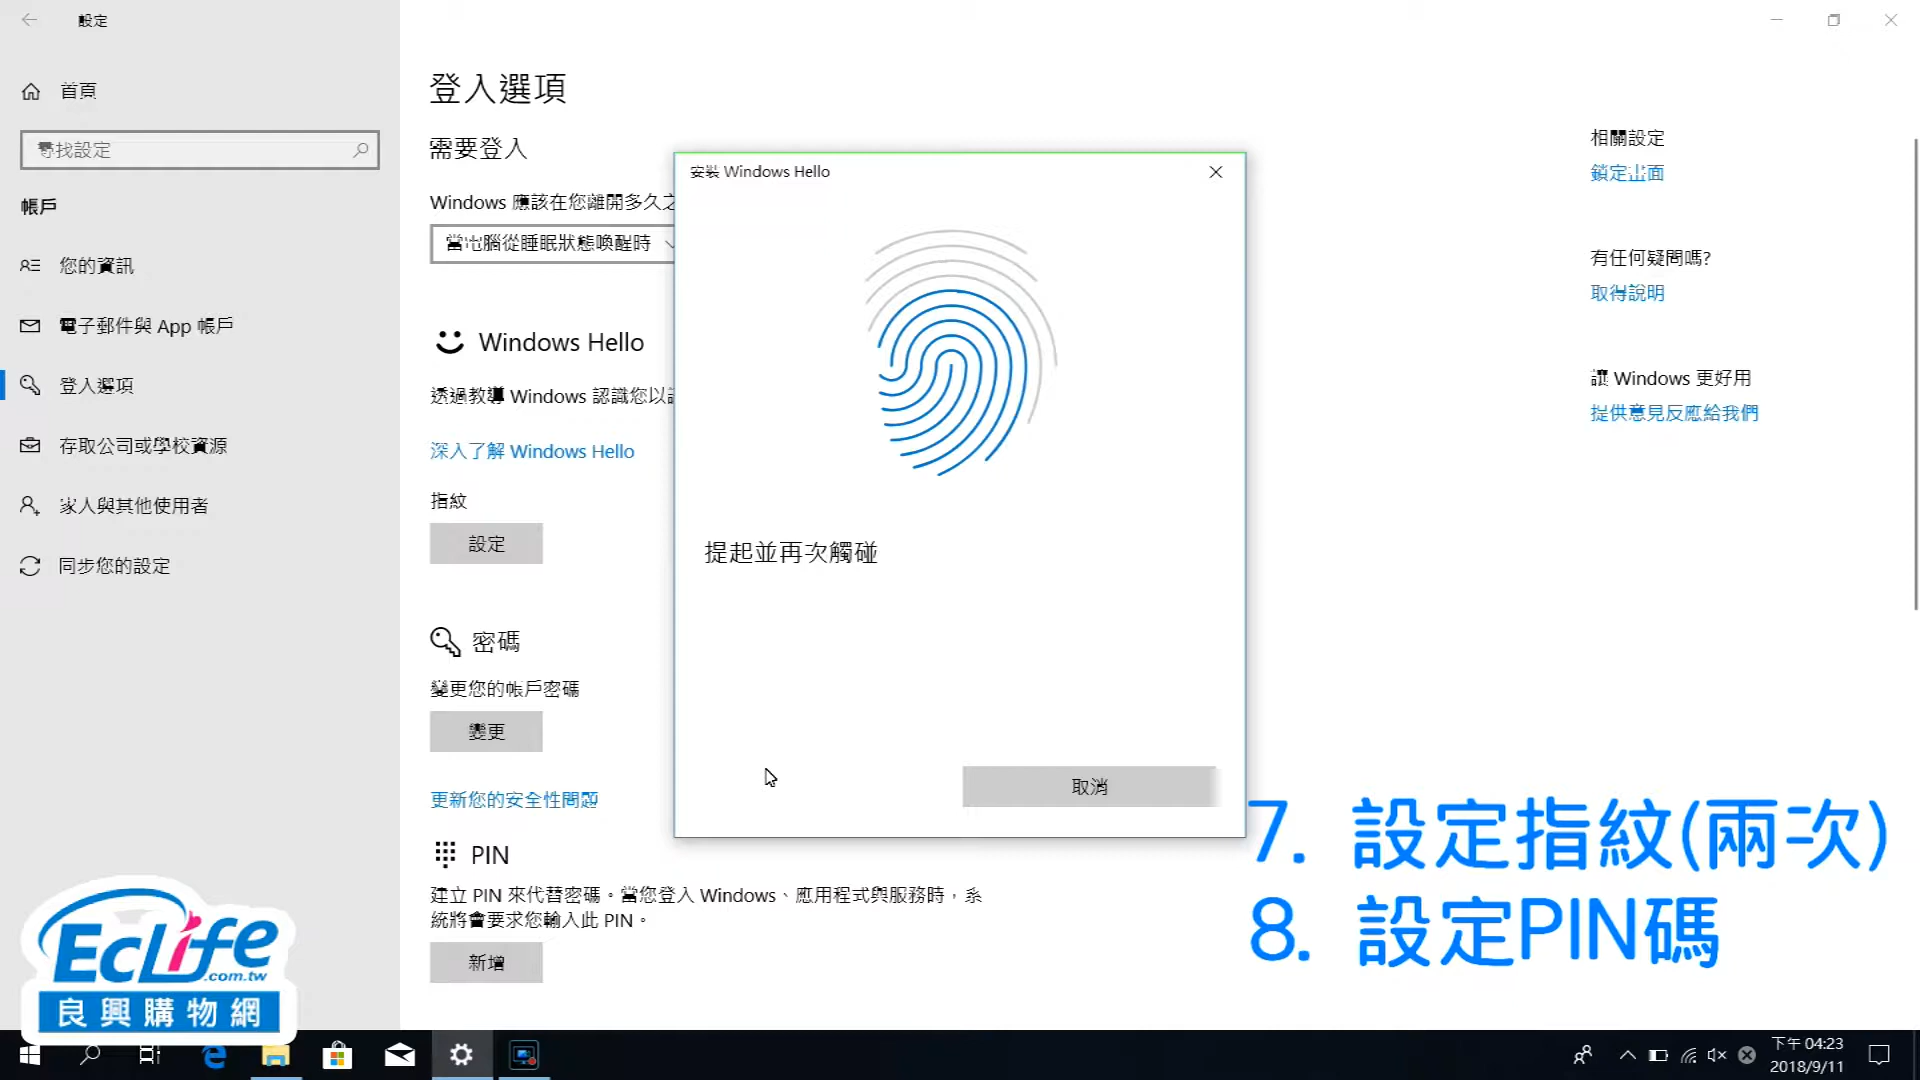 設定
首頁
尋找設定
帳戶
您的資訊
電子郵件與 App 帳戶
登入選項
存取公司或學校資源
家人與其他使用者
同步您的設定
登入選項
需要登入
Windows 應該在您離開多久之
當電腦從睡眠狀態喚醒時
Windows Hello
透過教導 Windows 認識您以
深入了解 Windows Hello
指紋
設定
密碼
變更您的帳戶密碼
變更
更新您的安全性問題
PIN
建立 PIN 來代替密碼。當您登入 Windows、應用程式與服務時，系
統將會要求您輸入此 PIN。
新增
安裝 Windows Hello
提起並再次觸碰
取消
相關設定
鎖定畫面
有任何疑問嗎?
取得說明
讓 Windows 更好用
提供意見反應給我們
7. 設定指紋(兩次)
8. 設定PIN碼
EcLife
.com.tw
良興購物網
下午 04:23
2018/9/11